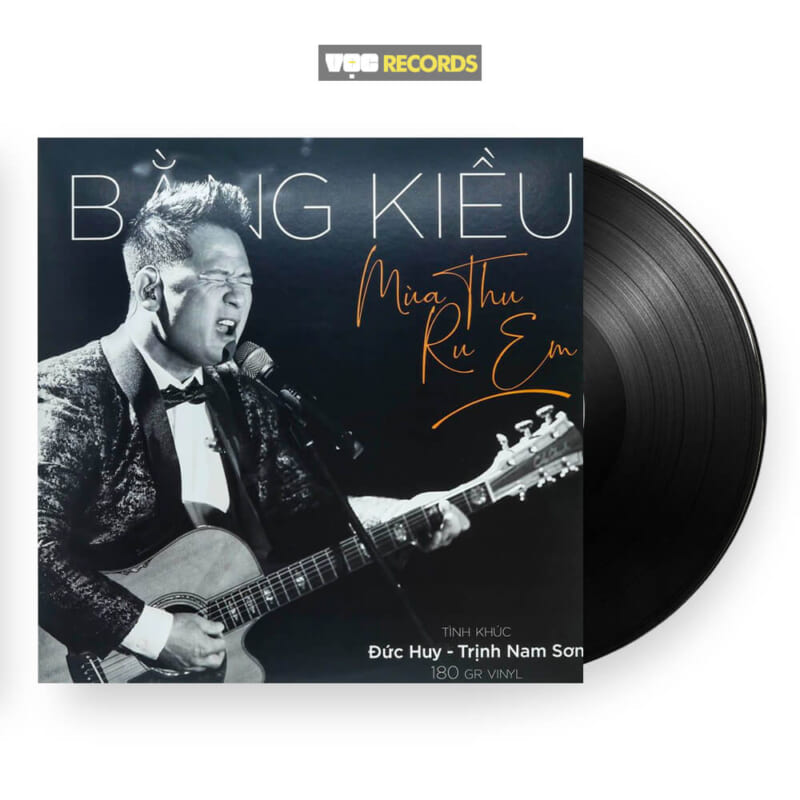 VỌC RECORDS
BẰNG KIỀU
Mùa Thu
Ru Em
TÌNH KHÚC
Đức Huy - Trịnh Nam Sơn
180 GR VINYL